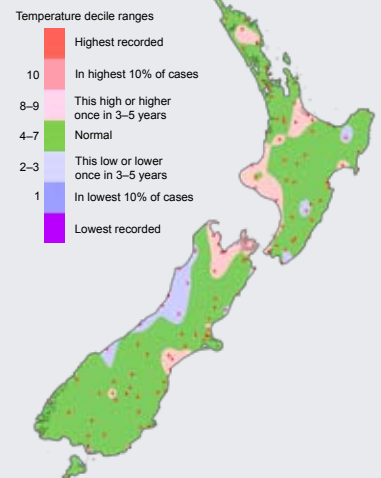 Temperature decile ranges
Highest recorded
10 In highest 10% of cases
8–9 This high or higher
once in 3–5 years
4–7 Normal
2–3 This low or lower
once in 3–5 years
1 In lowest 10% of cases
Lowest recorded